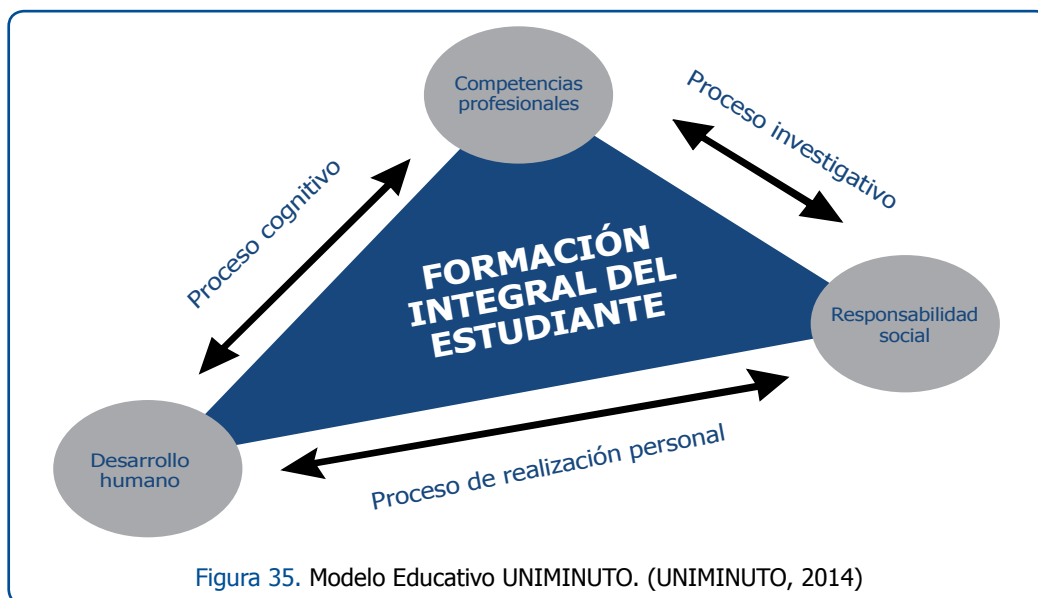 Competencias
profesionales
Proceso investigativo
Proceso cognitivo
FORMACIÓN
INTEGRAL DEL
ESTUDIANTE
Responsabilidad
social
Desarrollo
humano
Proceso de realización personal
Figura 35. Modelo Educativo UNIMINUTO. (UNIMINUTO, 2014)